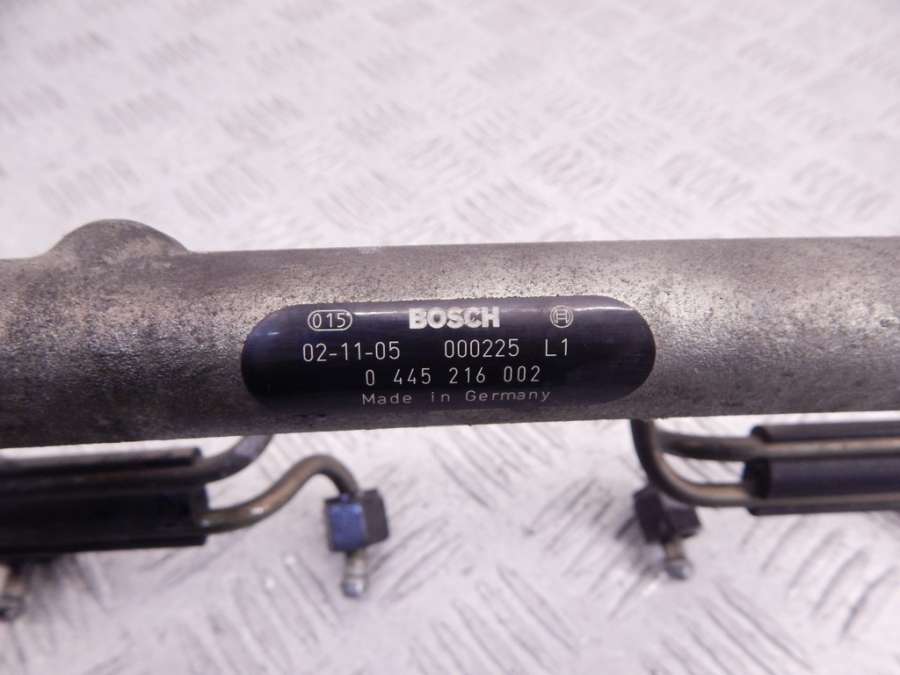 015 BOSCH
02-11-05 000225 L1
0 445 216 002
Made in Germany